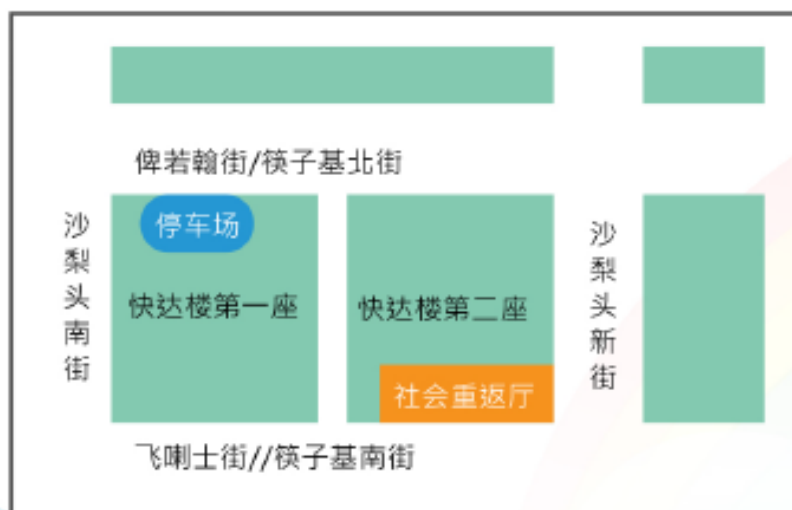 俾若翰街/筷子基北街
停车场
沙梨头南街
快达楼第一座
快达楼第二座
沙梨头新街
社会重返厅
飞喇士街//筷子基南街